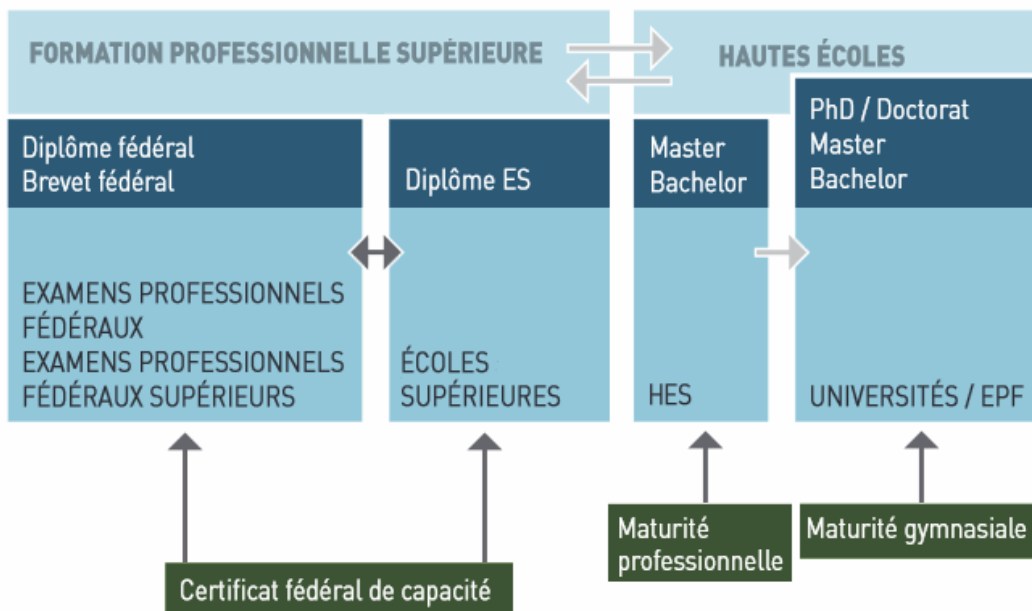 FORMATION PROFESSIONNELLE SUPÉRIEURE
HAUTES ÉCOLES
Diplôme fédéral
Brevet fédéral
Diplôme ES
Master
Bachelor
PhD / Doctorat
Master
Bachelor
EXAMENS PROFESSIONNELS
FÉDÉRAUX
EXAMENS PROFESSIONNELS
FÉDÉRAUX SUPÉRIEURS
ÉCOLES
SUPÉRIEURES
HES
UNIVERSITÉS / EPF
Certificat fédéral de capacité
Maturité
professionnelle
Maturité gymnasiale